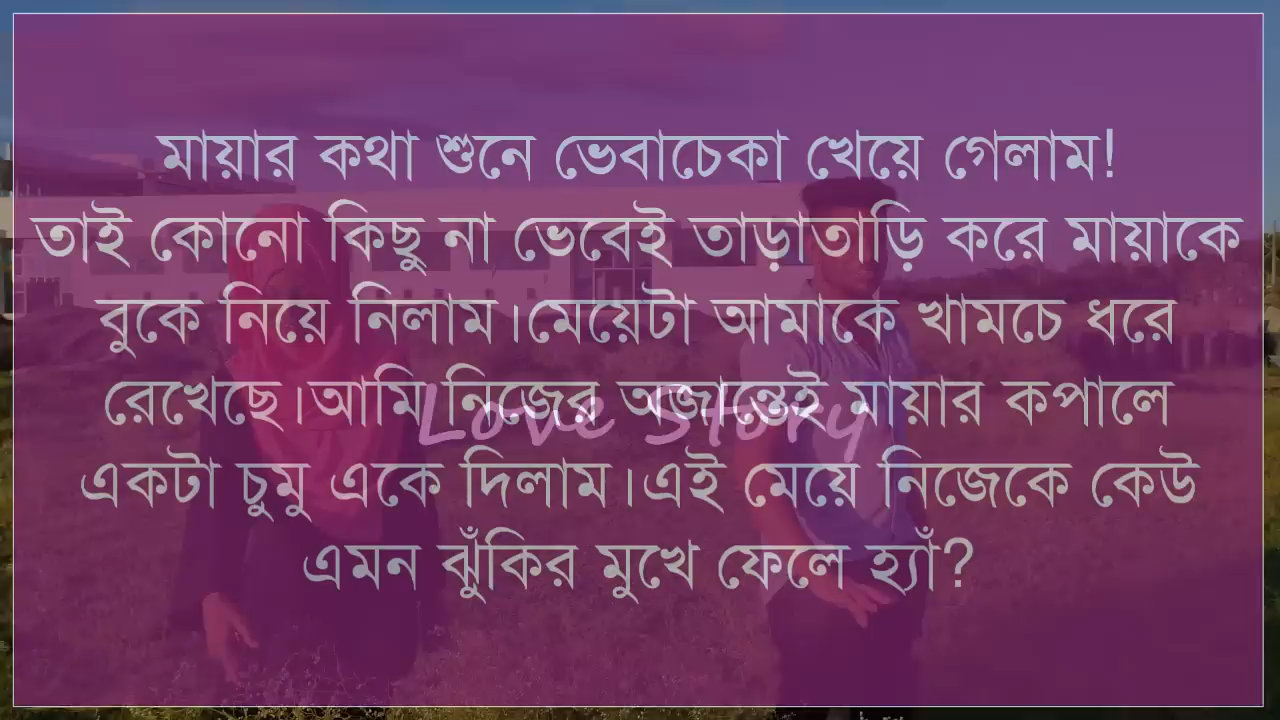 মায়ার কথা শুনে ভেবাচেকা খেয়ে গেলাম!
তাই কোনো কিছু না ভেবেই তাড়াতাড়ি করে মায়াকে
বুকে নিয়ে নিলাম।মেয়েটা আমাকে খামচে ধরে
রেখেছে।আমি নিজের অজান্তেই মায়ার কপালে
Love Story
একটা চুমু একে দিলাম।এই মেয়ে নিজেকে কেউ
এমন ঝুঁকির মুখে ফেলে হ্যাঁ?